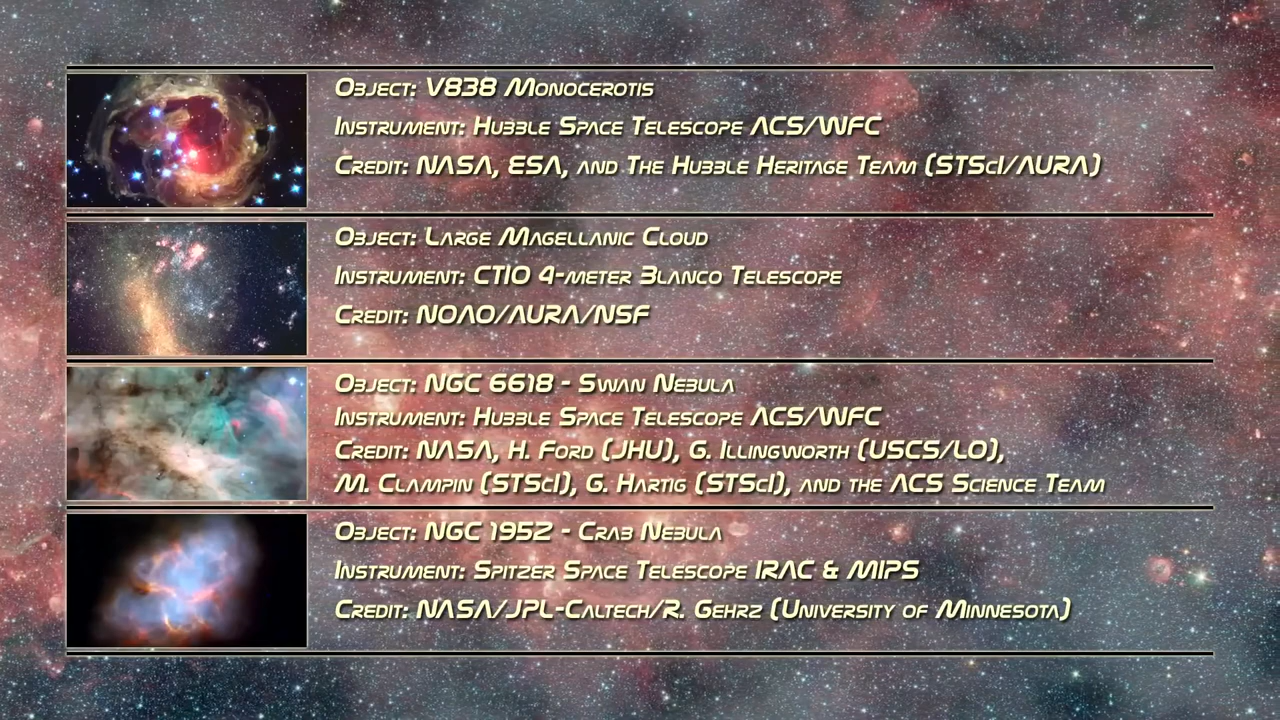 Object: V838 Monocerotis
Instrument: Hubble Space Telescope ACS/WFC
Credit: NASA, ESA, and The Hubble Heritage Team (STScI/AURA)
Object: Large Magellanic Cloud
Instrument: CTIO 4-meter Blanco Telescope
Credit: NOAO/AURA/NSF
Object: NGC 6618 - Swan Nebula
Instrument: Hubble Space Telescope ACS/WFC
Credit: NASA, H. Ford (JHU), G. Illingworth (USCS/LO),
M. Clampin (STScI), G. Hartig (STScI), and the ACS Science Team
Object: NGC 1952 - Crab Nebula
Instrument: Spitzer Space Telescope IRAC & MIPS
Credit: NASA/JPL-Caltech/R. Gehrz (University of Minnesota)